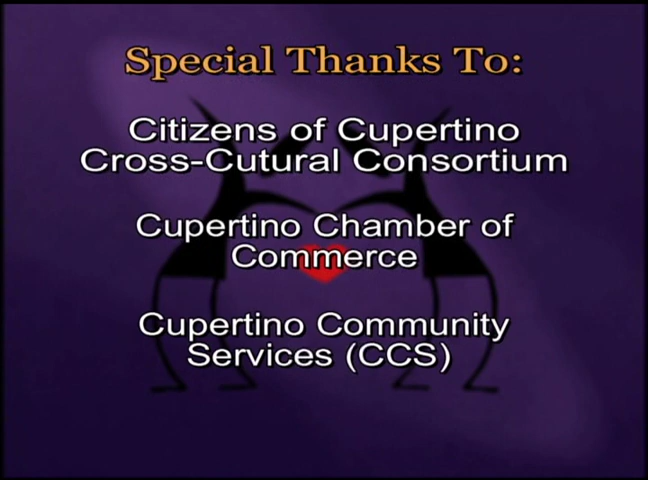 Special Thanks To:
Citizens of Cupertino
Cross-Cutural Consortium
Cupertino Chamber of
Commerce
Cupertino Community
Services (CCS)